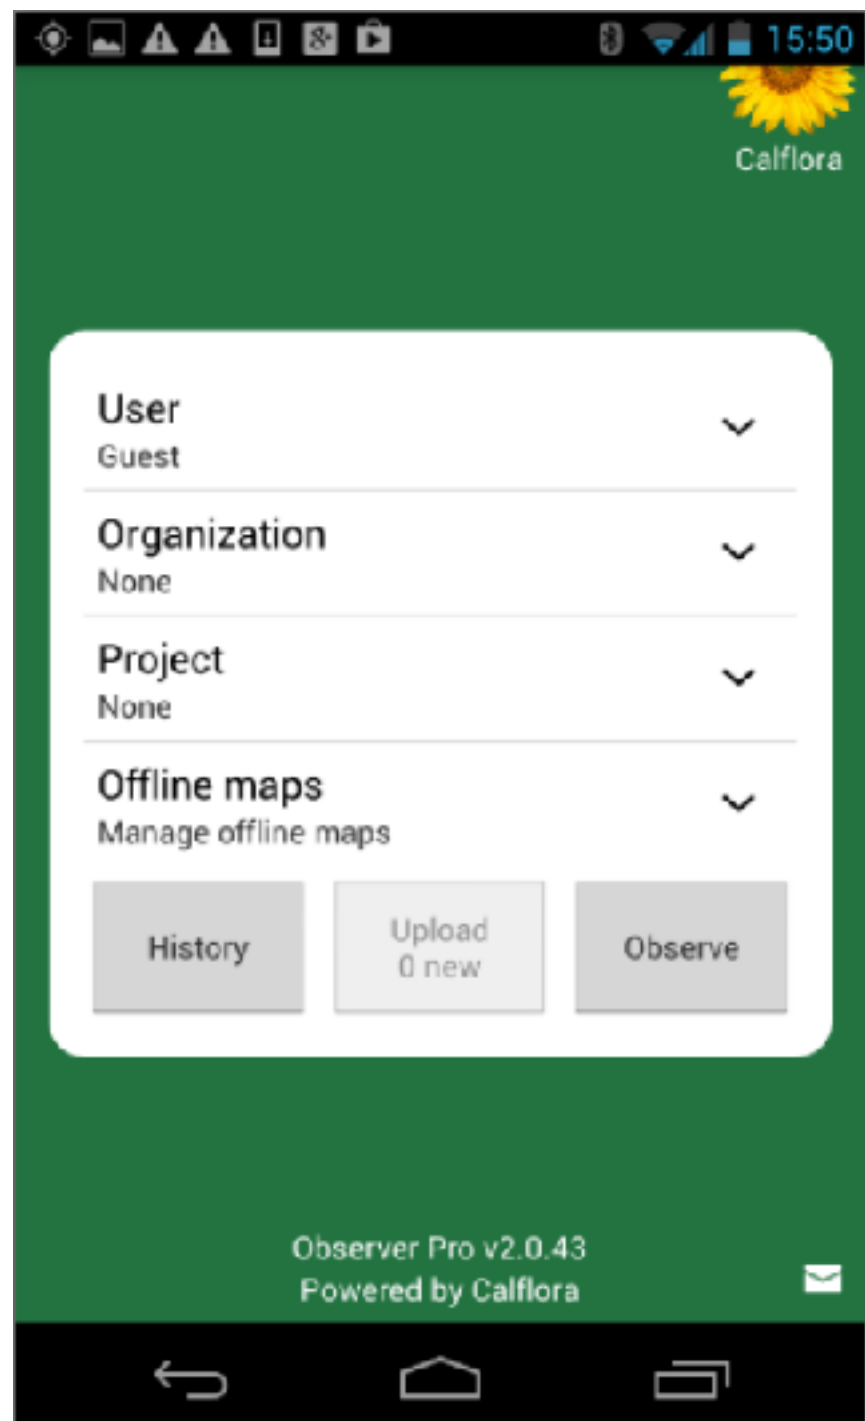 15:50
Calflora
User
Guest
Organization
None
Project
None
Offline maps
Manage offline maps
History
Upload
0 new
Observe
Observer Pro v2.0.43
Powered by Calflora